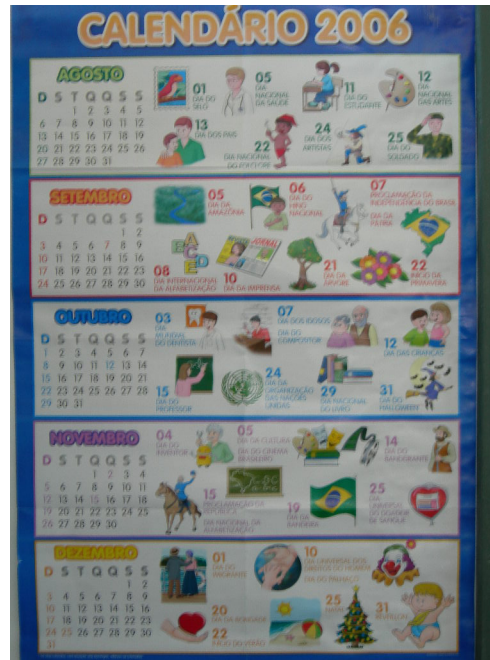 CALENDÁRIO 2006
AGOSTO
D S T Q Q S S
1 2 3 4 5
6 7 8 9 10 11 12
13 14 15 16 17 18 19
20 21 22 23 24 25 26
27 28 29 30 31
01
DIA DO
SELO
05
DIA
NACIONAL
DA SAÚDE
11
DIA DO
ESTUDANTE
12
DIA
NACIONAL
DAS ARTES
13
DIA DOS PAIS
22
DIA NACIONAL
DO FOLCLORE
24
DIA DOS
ARTISTAS
25
DIA DO
SOLDADO
SETEMBRO
D S T Q Q S S
1 2
3 4 5 6 7 8 9
10 11 12 13 14 15 16
17 18 19 20 21 22 23
24 25 26 27 28 29 30
05
DIA DA
AMAZÔNIA
06
DIA DO
HINO
NACIONAL
07
PROCLAMAÇÃO DA
INDEPENDÊNCIA DO BRASIL
DIA DA
PÁTRIA
08
DIA INTERNACIONAL
DA ALFABETIZAÇÃO
10
DIA DA IMPRENSA
JORNAL
21
DIA DA
ÁRVORE
22
INÍCIO DA
PRIMAVERA
OUTUBRO
D S T Q Q S S
1 2 3 4 5 6 7
8 9 10 11 12 13 14
15 16 17 18 19 20 21
22 23 24 25 26 27 28
29 30 31
03
DIA
MUNDIAL
DO DENTISTA
07
DIA DOS IDOSOS
DIA DO
COMPOSITOR
12
DIA DAS CRIANÇAS
15
DIA DO
PROFESSOR
24
DIA DA
ORGANIZAÇÃO
DAS NAÇÕES
UNIDAS
29
DIA NACIONAL
DO LIVRO
31
DIA DO
HALLOWEEN
NOVEMBRO
D S T Q Q S S
1 2 3 4
5 6 7 8 9 10 11
12 13 14 15 16 17 18
19 20 21 22 23 24 25
26 27 28 29 30
04
DIA DO
INVENTOR
05
DIA DA CULTURA
DIA DO CINEMA
BRASILEIRO
14
DIA DO
BANDEIRANTE
15
PROCLAMAÇÃO DA
REPÚBLICA
DIA NACIONAL DA
ALFABETIZAÇÃO
19
DIA DA
BANDEIRA
25
DIA
UNIVERSAL
DO DOADOR
DE SANGUE
DEZEMBRO
D S T Q Q S S
1 2
3 4 5 6 7 8 9
10 11 12 13 14 15 16
17 18 19 20 21 22 23
24 25 26 27 28 29 30
31
01
DIA DO
IMIGRANTE
10
DIA UNIVERSAL DOS
DIREITOS DO HOMEM
DIA DO PALHAÇO
20
DIA DA BONDADE
22
INÍCIO DO VERÃO
25
NATAL
31
RÉVEILLON